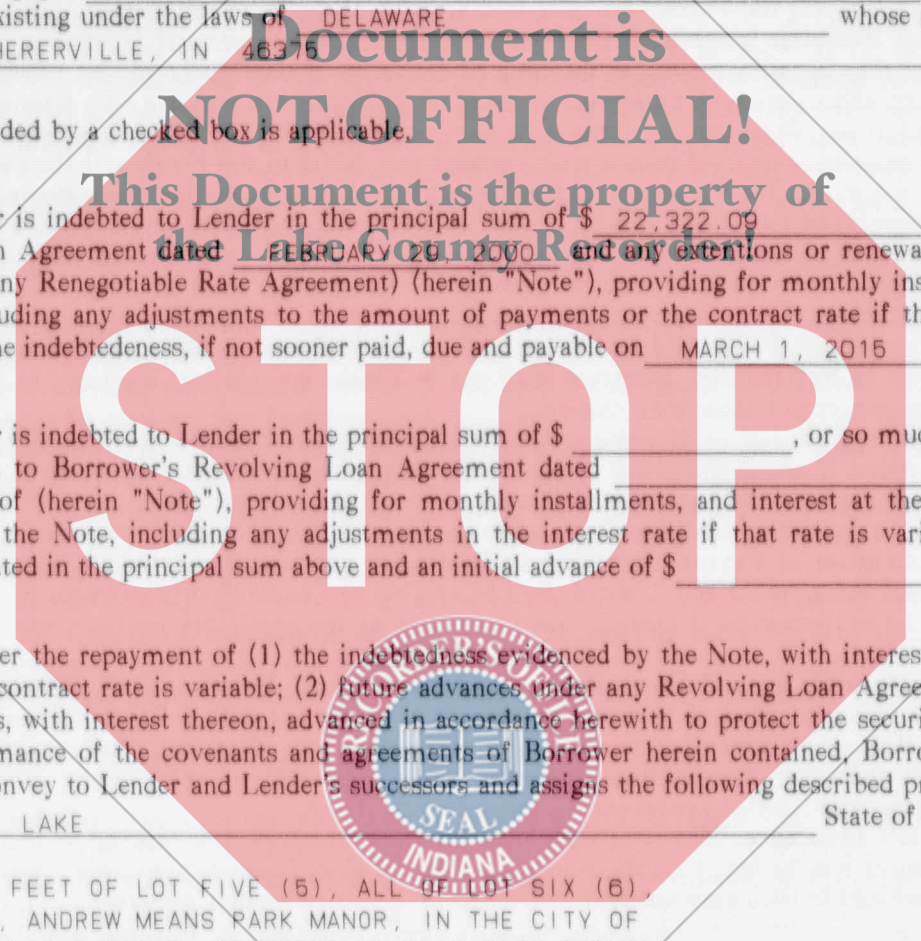 xisting under the laws of DELAWARE whose
HERERVILLE, IN 46375
Document is
NOT OFFICIAL!
ded by a checked box is applicable,
This Document is the property of
the Lake County Recorder!
r is indebted to Lender in the principal sum of $ 22,322.09
n Agreement dated FEBRUARY 29, 2000 and any extentions or renewa
ny Renegotiable Rate Agreement) (herein "Note"), providing for monthly ins
uding any adjustments to the amount of payments or the contract rate if th
he indebtedeness, if not sooner paid, due and payable on MARCH 1, 2015
STOP
r is indebted to Lender in the principal sum of $ , or so muc
to Borrower's Revolving Loan Agreement dated
of (herein "Note"), providing for monthly installments, and interest at the
the Note, including any adjustments in the interest rate if that rate is vari
ted in the principal sum above and an initial advance of $
er the repayment of (1) the indebtedness evidenced by the Note, with interes
contract rate is variable; (2) future advances under any Revolving Loan Agree
s, with interest thereon, advanced in accordance herewith to protect the securi
mance of the covenants and agreements of Borrower herein contained, Borro
onvey to Lender and Lender's successors and assigns the following described pr
LAKE State of
RECORDER'S OFFICE
SEAL
INDIANA
FEET OF LOT FIVE (5), ALL OF LOT SIX (6),
, ANDREW MEANS PARK MANOR, IN THE CITY OF